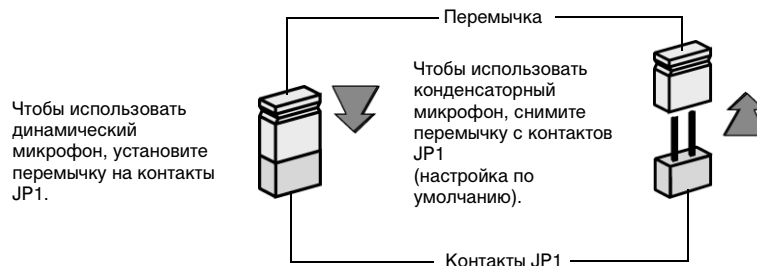 Перемычка
Чтобы использовать
динамический
микрофон, установите
перемычку на контакты
JP1.
Чтобы использовать
конденсаторный
микрофон, снимите
перемычку с контактов
JP1
(настройка по
умолчанию).
Контакты JP1